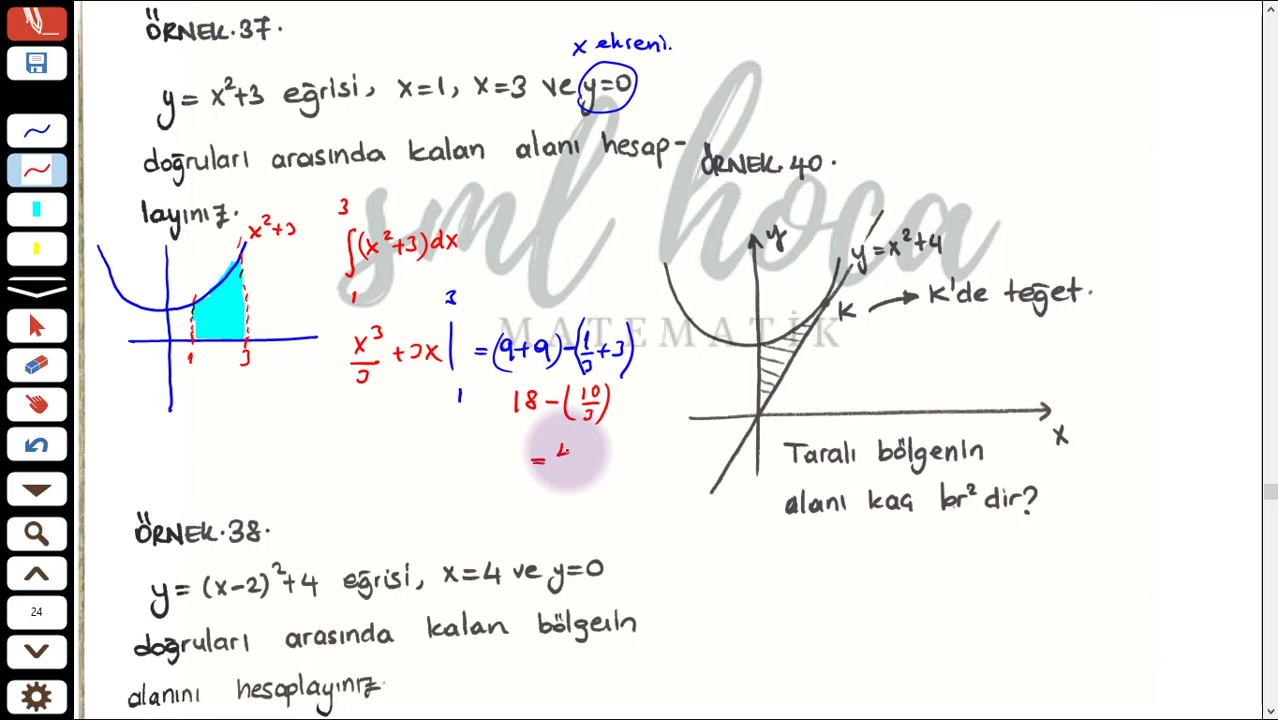 ÖRNEK.37.
x ekseni.
y = x²+3 eğrisi, x=1, x=3 ve y=0
doğruları arasında kalan alanı hesap-
layınız.
x²+3
1 3
3
∫(x²+3)dx
1
x³/3 + 3x |₁³ = (9+9)-(1/3+3)
18-(10/3)
= 4
ÖRNEK.38.
y = (x-2)²+4 eğrisi, x=4 ve y=0
doğruları arasında kalan bölgenin
alanını hesaplayınız.
ÖRNEK.40.
y
y=x²+4
K → K'de teğet.
x
Taralı bölgenin
alanı kaç br² dir?
sml hoca
MATEMATİK
24